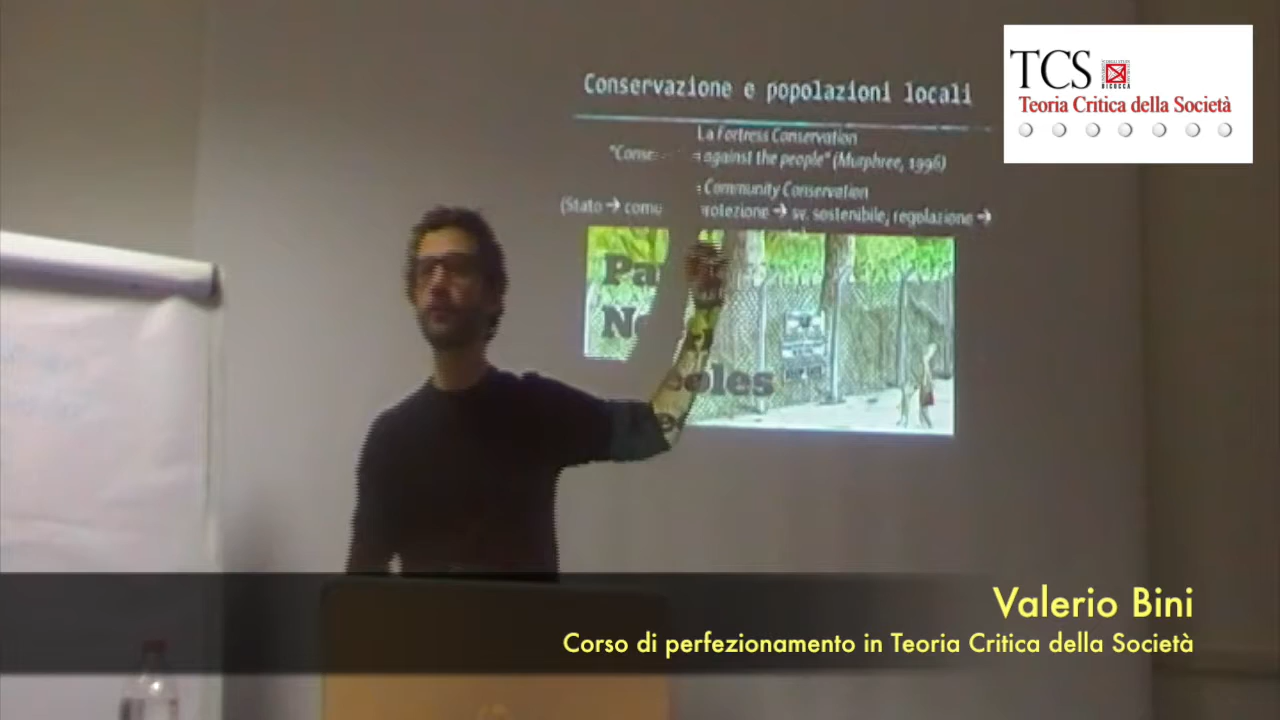 TCS
BICOCCA
Teoria Critica della Società
Conservazione e popolazioni locali
La Fortress Conservation
against the people" (Murphree, 1996)
Community Conservation
(Stato → sv. sostenibile, regolazione →
Valerio Bini
Corso di perfezionamento in Teoria Critica della Società